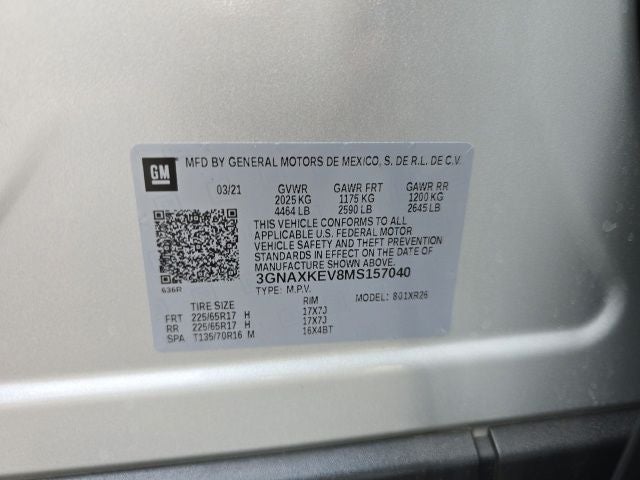 GM
MFD BY GENERAL MOTORS DE MEXICO, S. DE R.L. DE C.V.
03/21 GVWR GAWR FRT GAWR RR
2025 KG 1175 KG 1200 KG
4464 LB 2590 LB 2645 LB
THIS VEHICLE CONFORMS TO ALL
APPLICABLE U.S. FEDERAL MOTOR
VEHICLE SAFETY AND THEFT PREVENTION
STANDARDS IN EFFECT ON THE DATE OF
MANUFACTURE SHOWN ABOVE.
3GNAXKEV8MS157040
636R
TYPE: M.P.V. MODEL: 801XR26
TIRE SIZE RIM
FRT 225/65R17 H 17X7J
RR 225/65R17 H 17X7J
SPA T135/70R16 M 16X4BT